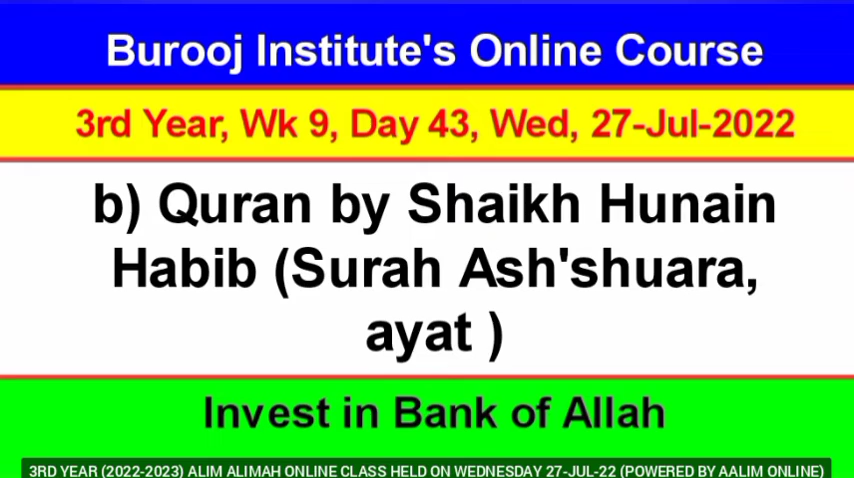 Burooj Institute's Online Course
3rd Year, Wk 9, Day 43, Wed, 27-Jul-2022
b) Quran by Shaikh Hunain
Habib (Surah Ash'shuara,
ayat )
Invest in Bank of Allah
3RD YEAR (2022-2023) ALIM ALIMAH ONLINE CLASS HELD ON WEDNESDAY 27-JUL-22 (POWERED BY AALIM ONLINE)